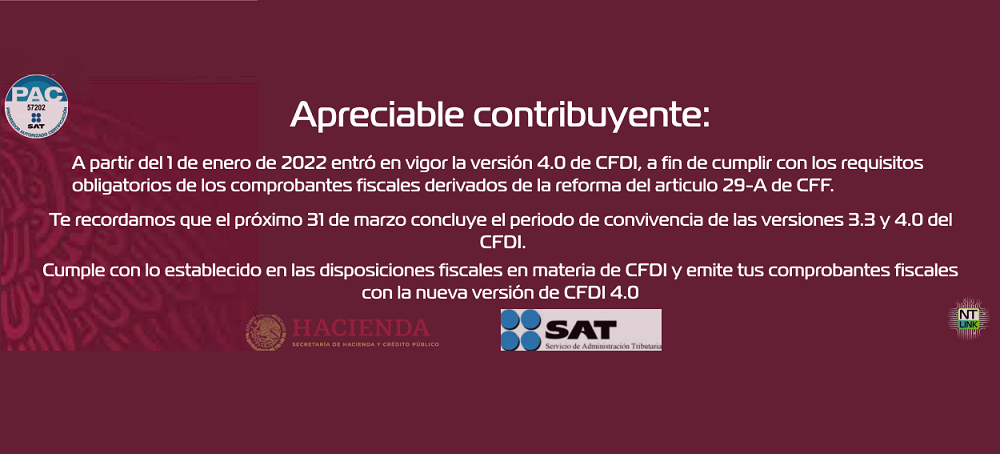 PAC
57202
SAT
PROVEEDOR AUTORIZADO CERTIFICACIÓN
Apreciable contribuyente:
A partir del 1 de enero de 2022 entró en vigor la versión 4.0 de CFDI, a fin de cumplir con los requisitos
obligatorios de los comprobantes fiscales derivados de la reforma del articulo 29-A de CFF.
Te recordamos que el próximo 31 de marzo concluye el periodo de convivencia de las versiones 3.3 y 4.0 del
CFDI.
Cumple con lo establecido en las disposiciones fiscales en materia de CFDI y emite tus comprobantes fiscales
con la nueva versión de CFDI 4.0
HACIENDA
SECRETARÍA DE HACIENDA Y CRÉDITO PÚBLICO
SAT
Servicio de Administración Tributaria
NT
LINK